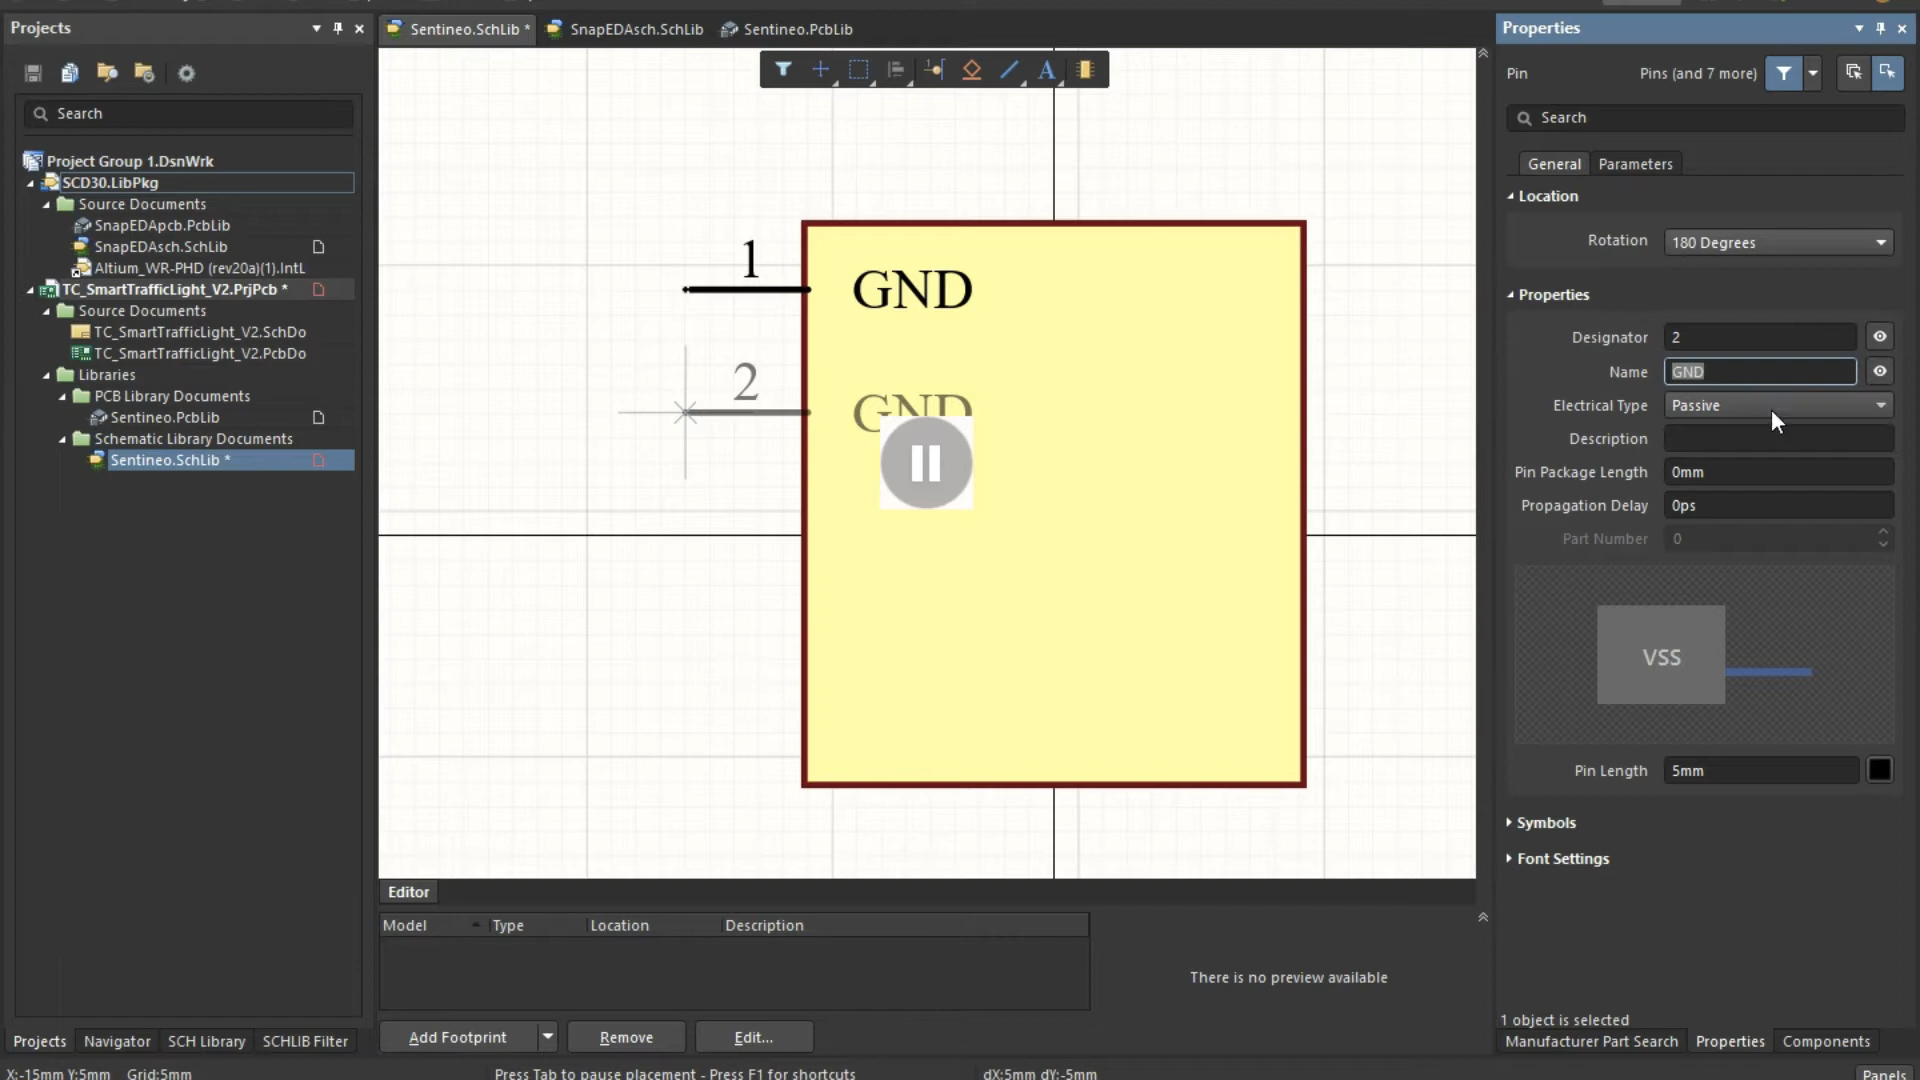 Projects
Search
Project Group 1.DsnWrk
SCD30.LibPkg
Source Documents
SnapEDApcb.PcbLib
SnapEDAsch.SchLib
Altium_WR-PHD (rev20a)(1).IntL
TC_SmartTrafficLight_V2.PrjPcb *
Source Documents
TC_SmartTrafficLight_V2.SchDo
TC_SmartTrafficLight_V2.PcbDo
Libraries
PCB Library Documents
Sentineo.PcbLib
Schematic Library Documents
Sentineo.SchLib *
Projects
Navigator
SCH Library
SCHLIB Filter
Sentineo.SchLib *
SnapEDAsch.SchLib
Sentineo.PcbLib
A
1
GND
2
GND
Editor
Model
Type
Location
Description
There is no preview available
Add Footprint
Remove
Edit...
Properties
Pin
Pins (and 7 more)
Search
General
Parameters
Location
Rotation
180 Degrees
Properties
Designator
2
Name
GND
Electrical Type
Passive
Description
Pin Package Length
0mm
Propagation Delay
0ps
Part Number
0
VSS
Pin Length
5mm
Symbols
Font Settings
1 object is selected
Manufacturer Part Search
Properties
Components
X:-15mm Y:5mm Grid:5mm
Press Tab to pause placement - Press F1 for shortcuts
dX:5mm dY:-5mm
Panels